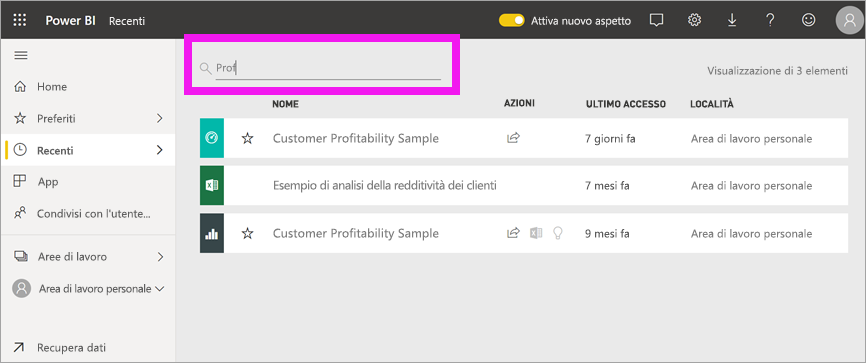 Power BI Recenti Attiva nuovo aspetto
Prof
Visualizzazione di 3 elementi
Home
Preferiti
Recenti
App
Condivisi con l'utente...
Aree di lavoro
Area di lavoro personale
Recupera dati
NOME AZIONI ULTIMO ACCESSO LOCALITÀ
Customer Profitability Sample 7 giorni fa Area di lavoro personale
Esempio di analisi della redditività dei clienti 7 mesi fa Area di lavoro personale
Customer Profitability Sample 9 mesi fa Area di lavoro personale